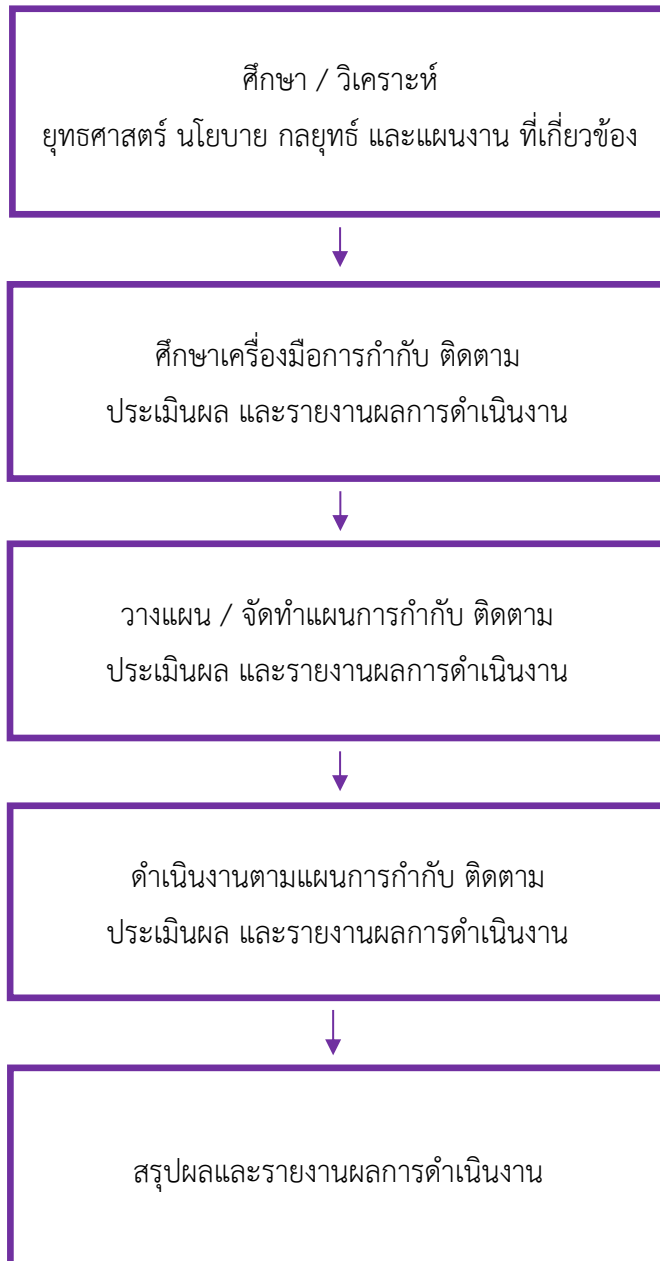 ศึกษา / วิเคราะห์
ยุทธศาสตร์ นโยบาย กลยุทธ์ และแผนงาน ที่เกี่ยวข้อง
ศึกษาเครื่องมือการกำกับ ติดตาม
ประเมินผล และรายงานผลการดำเนินงาน
วางแผน / จัดทำแผนการกำกับ ติดตาม
ประเมินผล และรายงานผลการดำเนินงาน
ดำเนินงานตามแผนการกำกับ ติดตาม
ประเมินผล และรายงานผลการดำเนินงาน
สรุปผลและรายงานผลการดำเนินงาน